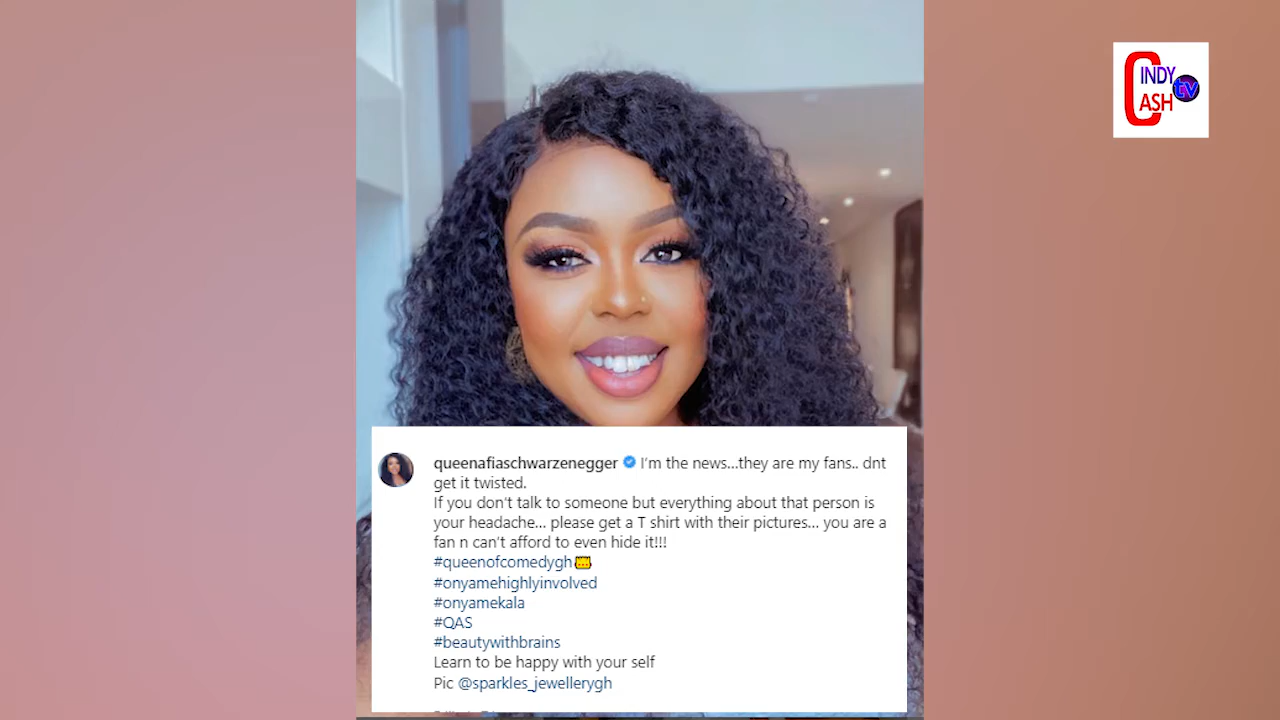 CINDY
CASH
tv
queenafiaschwarzenegger I'm the news...they are my fans.. dnt
get it twisted.
If you don't talk to someone but everything about that person is
your headache... please get a T shirt with their pictures... you are a
fan n can't afford to even hide it!!!
#queenofcomedygh
#onyamehighlyinvolved
#onyamekala
#QAS
#beautywithbrains
Learn to be happy with your self
Pic @sparkles_jewellerygh